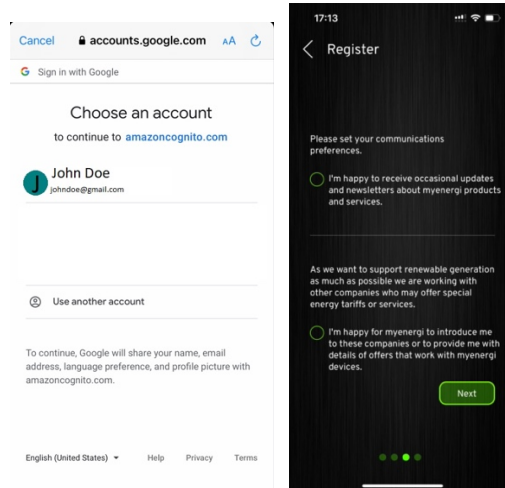 Cancel accounts.google.com AA
G Sign in with Google
Choose an account
to continue to amazoncognito.com
J
John Doe
johndoe@gmail.com
Use another account
To continue, Google will share your name, email
address, language preference, and profile picture with
amazoncognito.com.
English (United States) Help Privacy Terms
17:13
Register
Please set your communications
preferences.
I'm happy to receive occasional updates
and newsletters about myenergi products
and services.
As we want to support renewable generation
as much as possible we are working with
other companies who may offer special
energy tariffs or services.
I'm happy for myenergi to introduce me
to these companies or to provide me with
details of offers that work with myenergi
devices.
Next